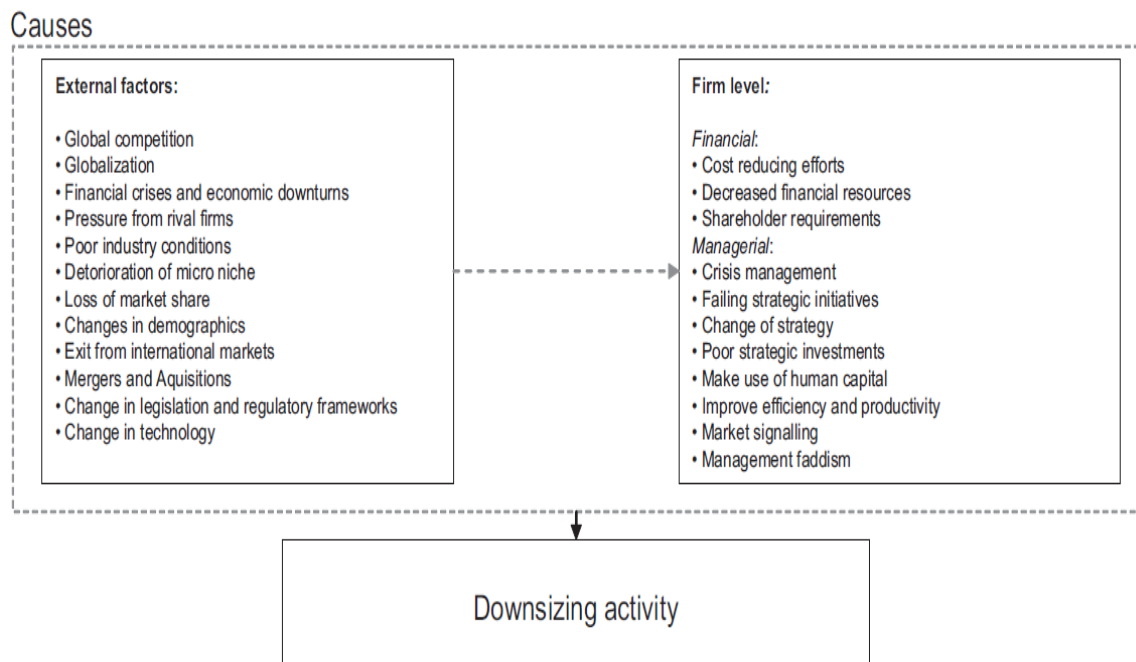 Causes
External factors:
• Global competition
• Globalization
• Financial crises and economic downturns
• Pressure from rival firms
• Poor industry conditions
• Detorioration of micro niche
• Loss of market share
• Changes in demographics
• Exit from international markets
• Mergers and Aquisitions
• Change in legislation and regulatory frameworks
• Change in technology
Firm level:
Financial:
• Cost reducing efforts
• Decreased financial resources
• Shareholder requirements
Managerial:
• Crisis management
• Failing strategic initiatives
• Change of strategy
• Poor strategic investments
• Make use of human capital
• Improve efficiency and productivity
• Market signalling
• Management faddism
Downsizing activity